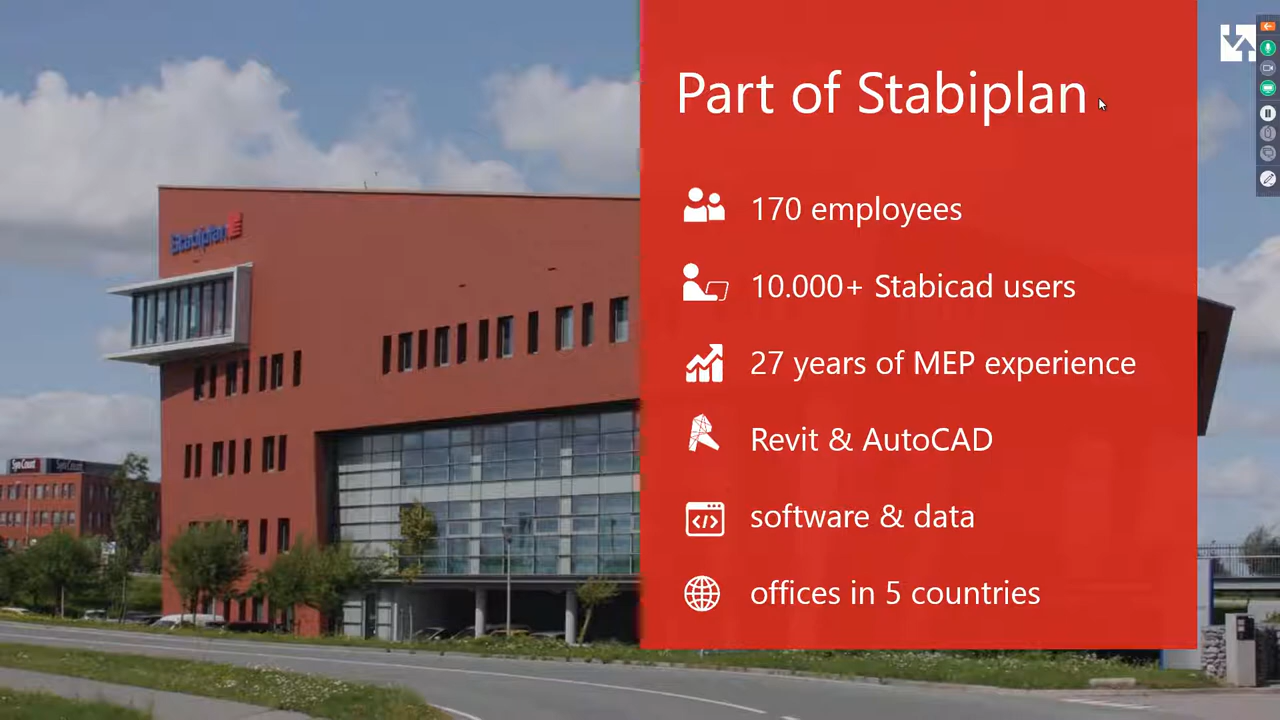 Part of Stabiplan
Stabiplan
170 employees
10.000+ Stabicad users
27 years of MEP experience
Revit & AutoCAD
software & data
offices in 5 countries